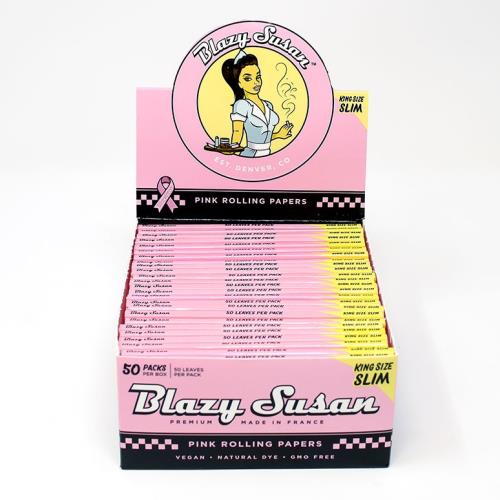 Blazy Susan®
EST. DENVER, CO
KING SIZE
SLIM
PINK ROLLING PAPERS
Blazy Susan 50 LEAVES PER PACK KING SIZE SLIM
50 PACKS
PER BOX
50 LEAVES
PER PACK
KING SIZE
SLIM
Blazy Susan
PREMIUM MADE IN FRANCE
PINK ROLLING PAPERS
VEGAN • NATURAL DYE • GMO FREE